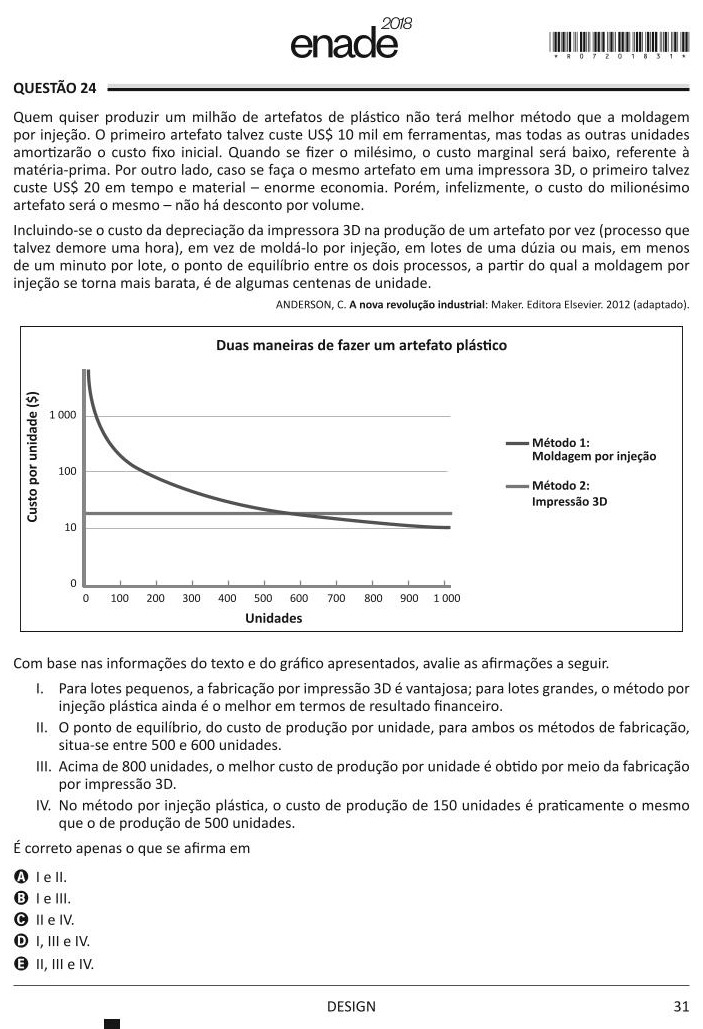 2018
enade
* R 0 7 2 0 1 8 3 1 *
QUESTÃO 24
Quem quiser produzir um milhão de artefatos de plástico não terá melhor método que a moldagem
por injeção. O primeiro artefato talvez custe US$ 10 mil em ferramentas, mas todas as outras unidades
amortizarão o custo fixo inicial. Quando se fizer o milésimo, o custo marginal será baixo, referente à
matéria-prima. Por outro lado, caso se faça o mesmo artefato em uma impressora 3D, o primeiro talvez
custe US$ 20 em tempo e material – enorme economia. Porém, infelizmente, o custo do milionésimo
artefato será o mesmo – não há desconto por volume.
Incluindo-se o custo da depreciação da impressora 3D na produção de um artefato por vez (processo que
talvez demore uma hora), em vez de moldá-lo por injeção, em lotes de uma dúzia ou mais, em menos
de um minuto por lote, o ponto de equilíbrio entre os dois processos, a partir do qual a moldagem por
injeção se torna mais barata, é de algumas centenas de unidade.
ANDERSON, C. A nova revolução industrial: Maker. Editora Elsevier. 2012 (adaptado).
Duas maneiras de fazer um artefato plástico
Custo por unidade ($)
1 000
100
10
0
0 100 200 300 400 500 600 700 800 900 1 000
Unidades
Método 1:
Moldagem por injeção
Método 2:
Impressão 3D
Com base nas informações do texto e do gráfico apresentados, avalie as afirmações a seguir.
I. Para lotes pequenos, a fabricação por impressão 3D é vantajosa; para lotes grandes, o método por
injeção plástica ainda é o melhor em termos de resultado financeiro.
II. O ponto de equilíbrio, do custo de produção por unidade, para ambos os métodos de fabricação,
situa-se entre 500 e 600 unidades.
III. Acima de 800 unidades, o melhor custo de produção por unidade é obtido por meio da fabricação
por impressão 3D.
IV. No método por injeção plástica, o custo de produção de 150 unidades é praticamente o mesmo
que o de produção de 500 unidades.
É correto apenas o que se afirma em
A I e II.
B I e III.
C II e IV.
D I, III e IV.
E II, III e IV.
DESIGN
31